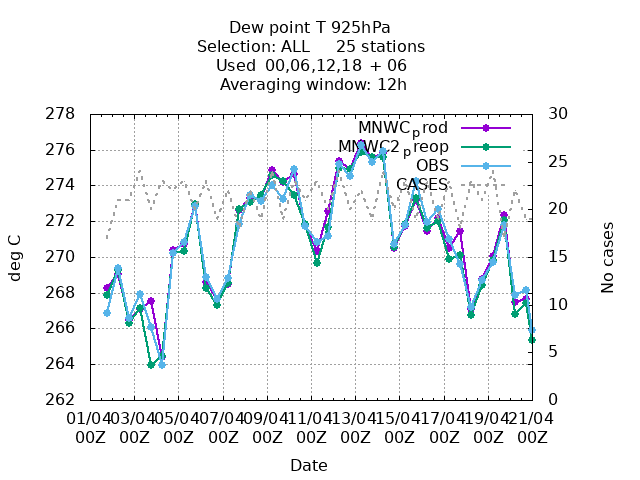 Dew point T 925hPa
Selection: ALL 25 stations
Used 00,06,12,18 + 06
Averaging window: 12h
278 30
MNWCprod
276 MNWC2preop
OBS 25
274 CASES
272 20
270 15
268
266 10
264 5
262 0
deg C
No cases
01/04 03/04 05/04 07/04 09/04 11/04 13/04 15/04 17/04 19/04 21/04
00Z 00Z 00Z 00Z 00Z 00Z 00Z 00Z 00Z 00Z 00Z
Date